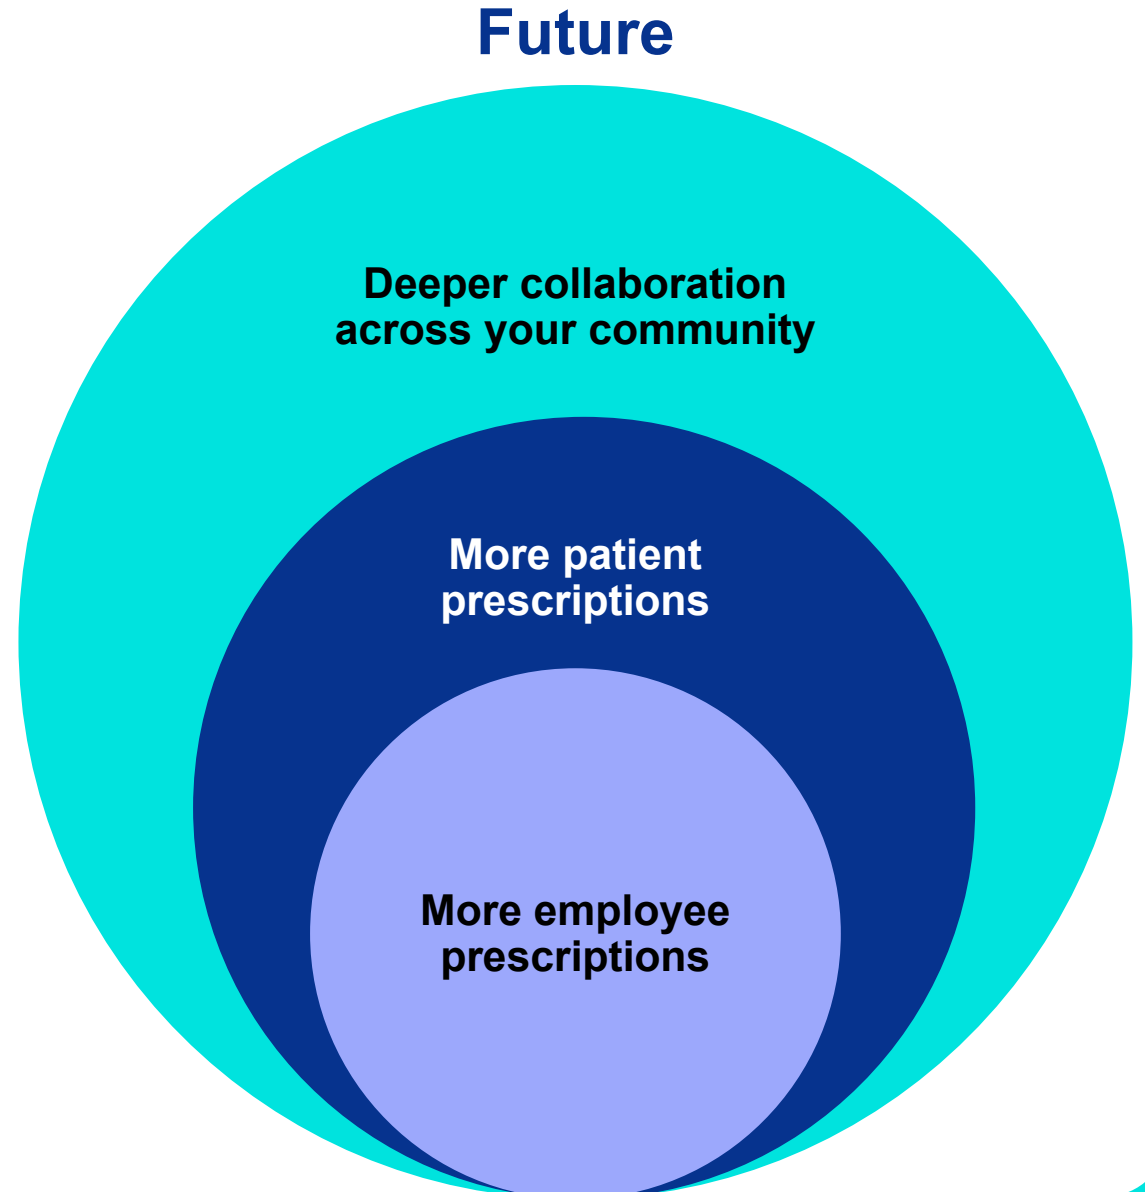 Future
Deeper collaboration
across your community
More patient
prescriptions
More employee
prescriptions